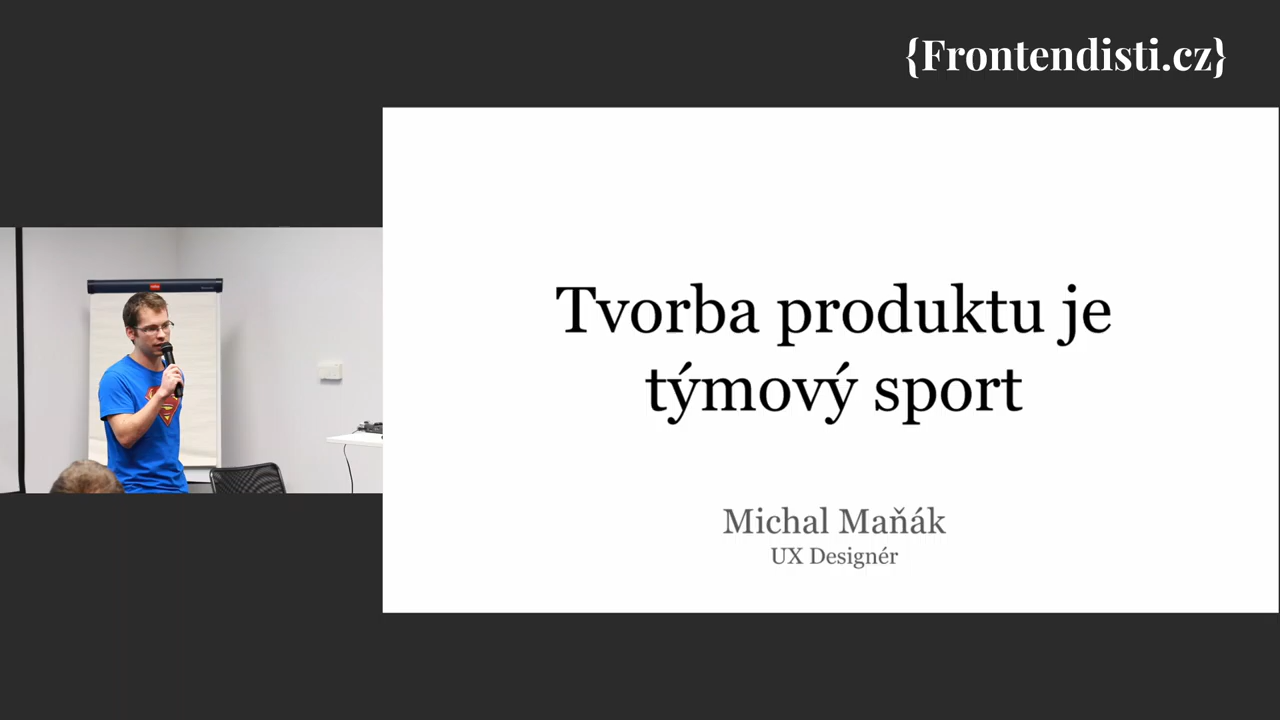 {Frontendisti.cz}
Tvorba produktu je
týmový sport
Michal Maňák
UX Designér